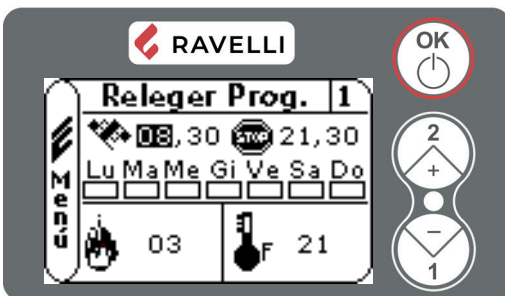 RAVELLI
OK
Releger Prog. 1
08,30 STOP 21,30
Lu Ma Me Gi Ve Sa Do
Menú
03
F 21
2
+
−
1